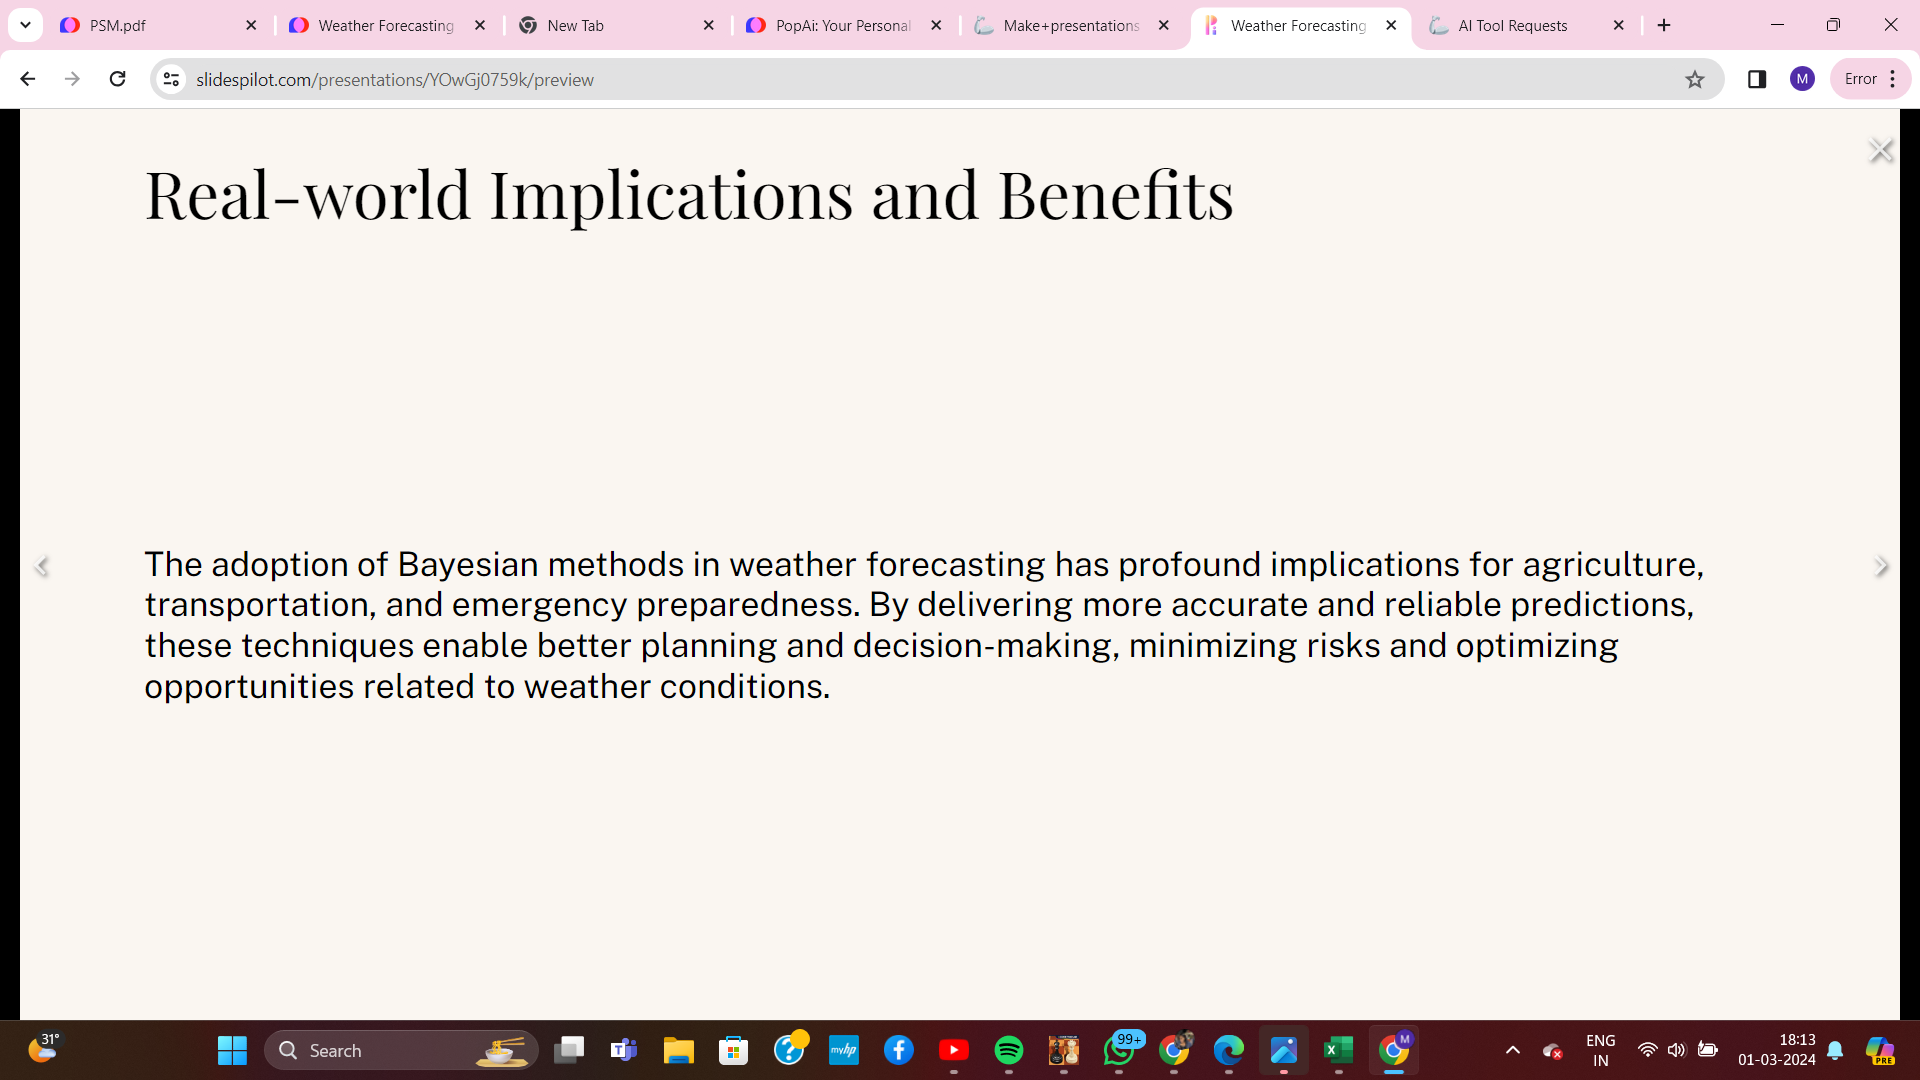 PSM.pdf
Weather Forecasting
New Tab
PopAi: Your Personal
Make+presentations
Weather Forecasting
AI Tool Requests
slidespilot.com/presentations/YOwGj0759k/preview
M
Error
Real-world Implications and Benefits
The adoption of Bayesian methods in weather forecasting has profound implications for agriculture,
transportation, and emergency preparedness. By delivering more accurate and reliable predictions,
these techniques enable better planning and decision-making, minimizing risks and optimizing
opportunities related to weather conditions.
31°
Search
myhp
99+
M
ENG
IN
18:13
01-03-2024
PRE